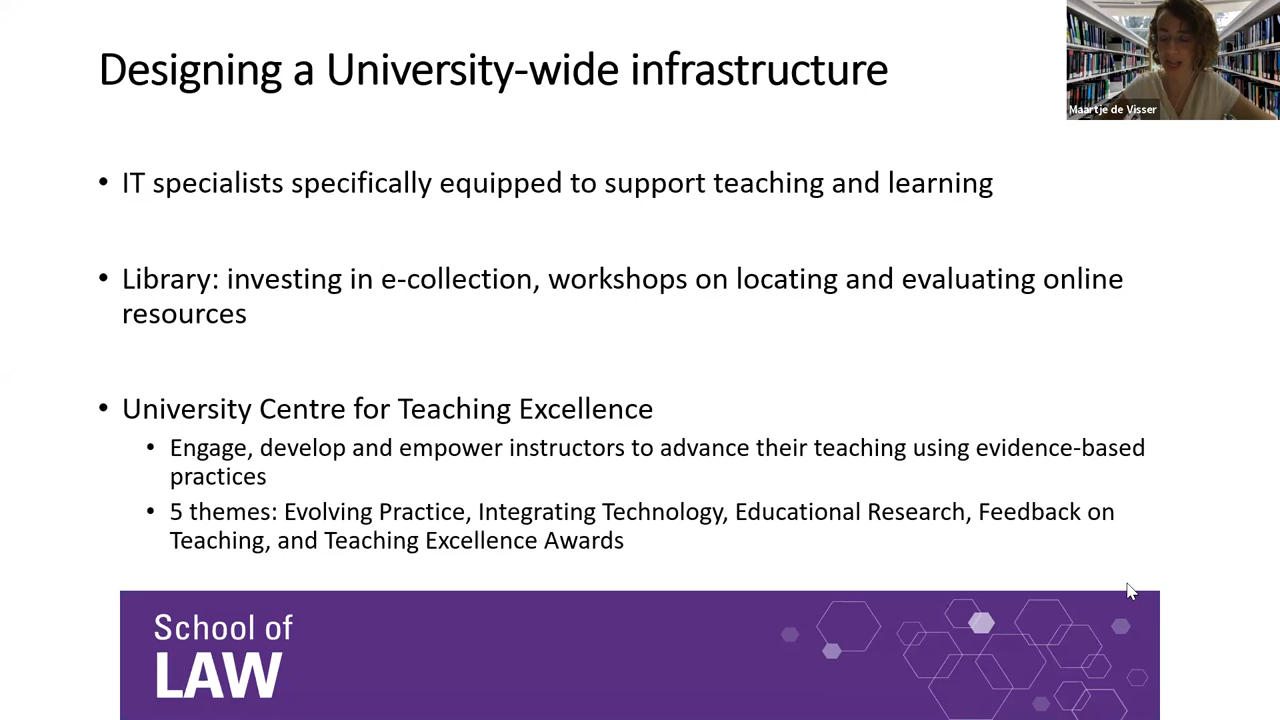 Designing a University-wide infrastructure
Maartje de Visser
• IT specialists specifically equipped to support teaching and learning
• Library: investing in e-collection, workshops on locating and evaluating online
resources
• University Centre for Teaching Excellence
• Engage, develop and empower instructors to advance their teaching using evidence-based
practices
• 5 themes: Evolving Practice, Integrating Technology, Educational Research, Feedback on
Teaching, and Teaching Excellence Awards
School of
LAW